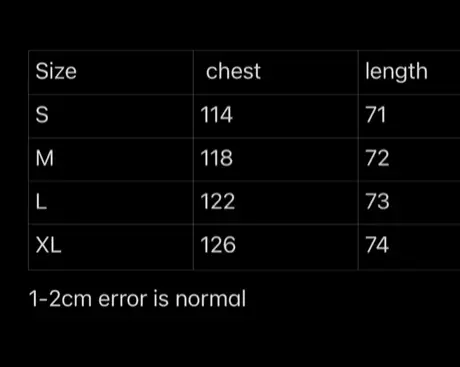 Size chest length
S 114 71
M 118 72
L 122 73
XL 126 74
1-2cm error is normal